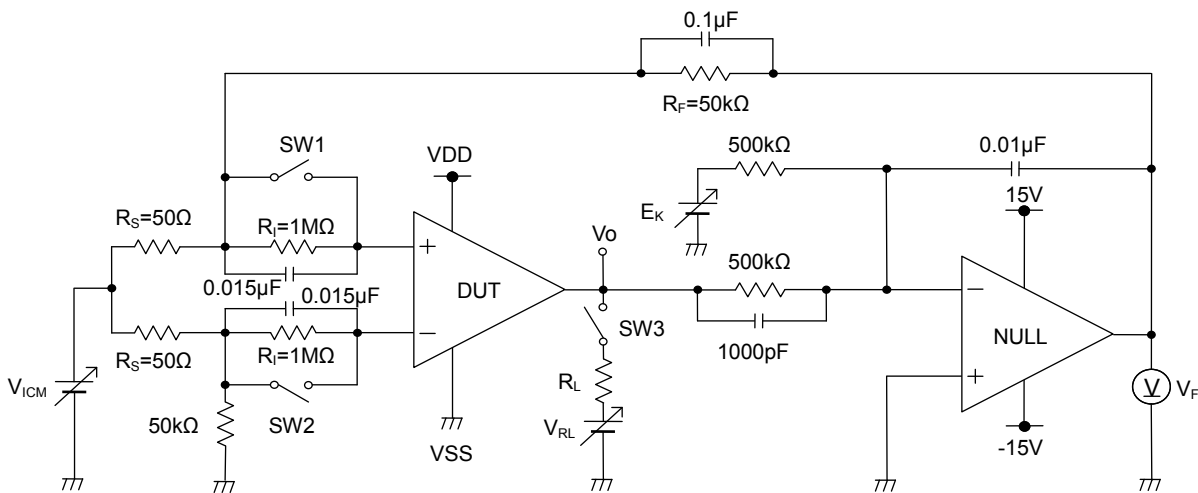 0.1µF
RF=50kΩ
SW1
VDD
500kΩ
0.01µF
15V
EK
RS=50Ω
RI=1MΩ
Vo
500kΩ
+
0.015µF
0.015µF
DUT
−
−
NULL
RS=50Ω
RI=1MΩ
SW3
1000pF
+
V
VF
VICM
50kΩ
SW2
RL
VRL
VSS
-15V